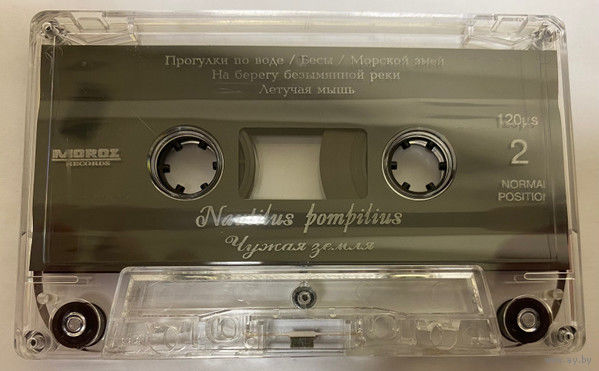 Прогулки по воде / Бесы / Морской змей
На берегу безымянной реки
Летучая мышь
120µs
MOROZ
RECORDS
2
NORMAL
POSITION
Nautilus pompilius
Чужая земля